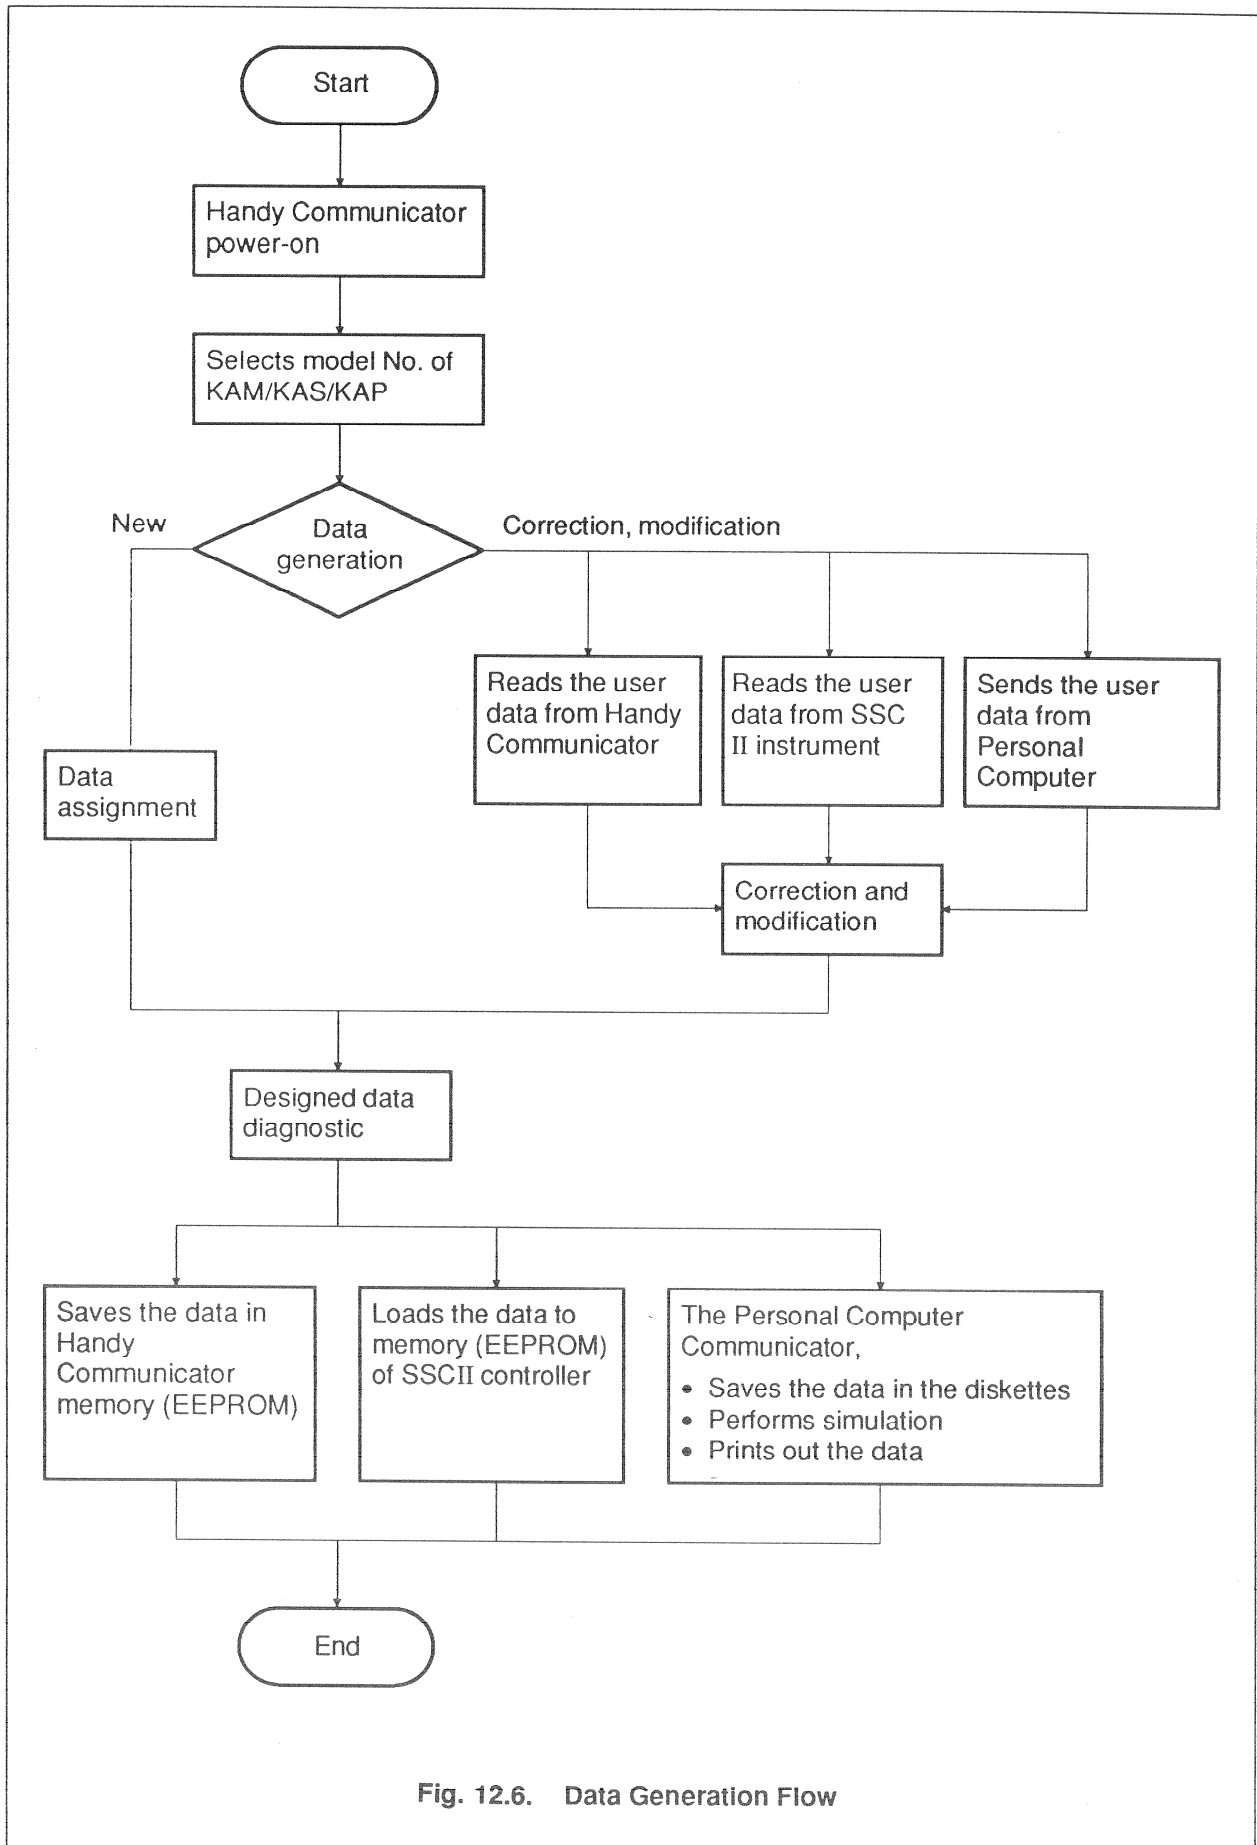 Start
Handy Communicator
power-on
Selects model No. of
KAM/KAS/KAP
New
Data
generation
Correction, modification
Reads the user
data from Handy
Communicator
Reads the user
data from SSC
II instrument
Sends the user
data from
Personal
Computer
Data
assignment
Correction and
modification
Designed data
diagnostic
Saves the data in
Handy
Communicator
memory (EEPROM)
Loads the data to
memory (EEPROM)
of SSCII controller
The Personal Computer
Communicator,
• Saves the data in the diskettes
• Performs simulation
• Prints out the data
End
Fig. 12.6. Data Generation Flow